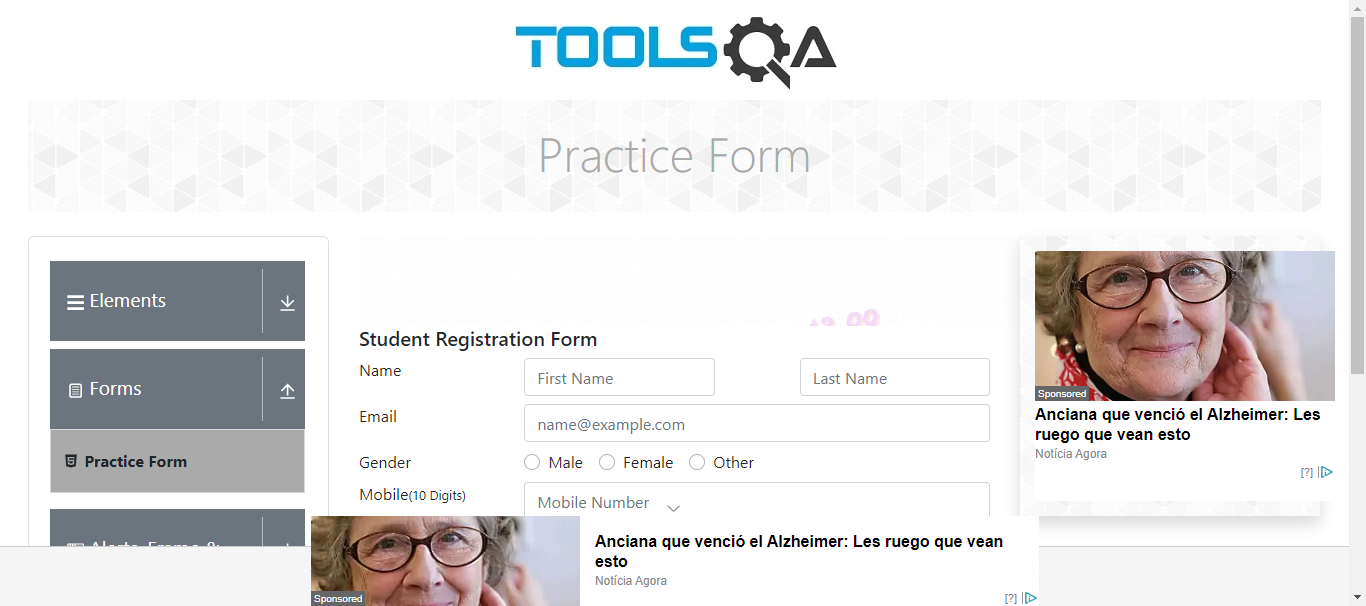 TOOLSQA
Practice Form
Elements
Forms
Practice Form
Student Registration Form
Name
First Name
Last Name
Email
name@example.com
Gender
Male
Female
Other
Mobile(10 Digits)
Mobile Number
Sponsored
Anciana que venció el Alzheimer: Les
ruego que vean esto
Notícia Agora
[?]
Sponsored
Anciana que venció el Alzheimer: Les ruego que vean
esto
Notícia Agora
[?]